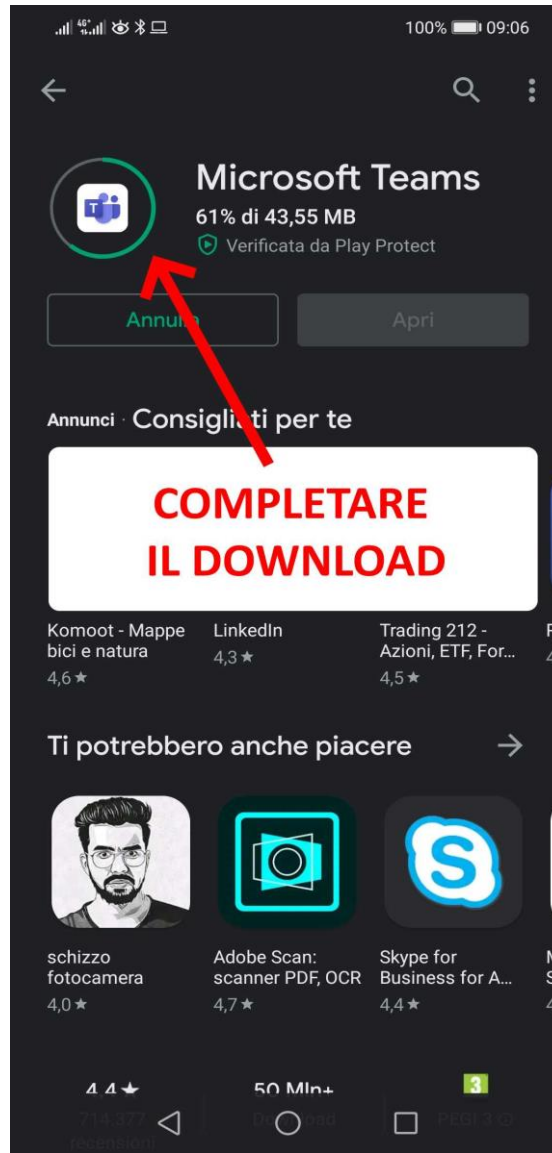 4G+
100% 09:06
Microsoft Teams
61% di 43,55 MB
Verificata da Play Protect
Annulla
Apri
Annunci · Consigliati per te
COMPLETARE
IL DOWNLOAD
Komoot - Mappe
bici e natura
4,6★
LinkedIn
4,3★
Trading 212 -
Azioni, ETF, For...
4,5★
Ti potrebbero anche piacere
schizzo
fotocamera
4,0★
Adobe Scan:
scanner PDF, OCR
4,7★
Skype for
Business for A...
4,4★
4,4★
714.377
recensioni
50 Mln+
Download
3
PEGI 3